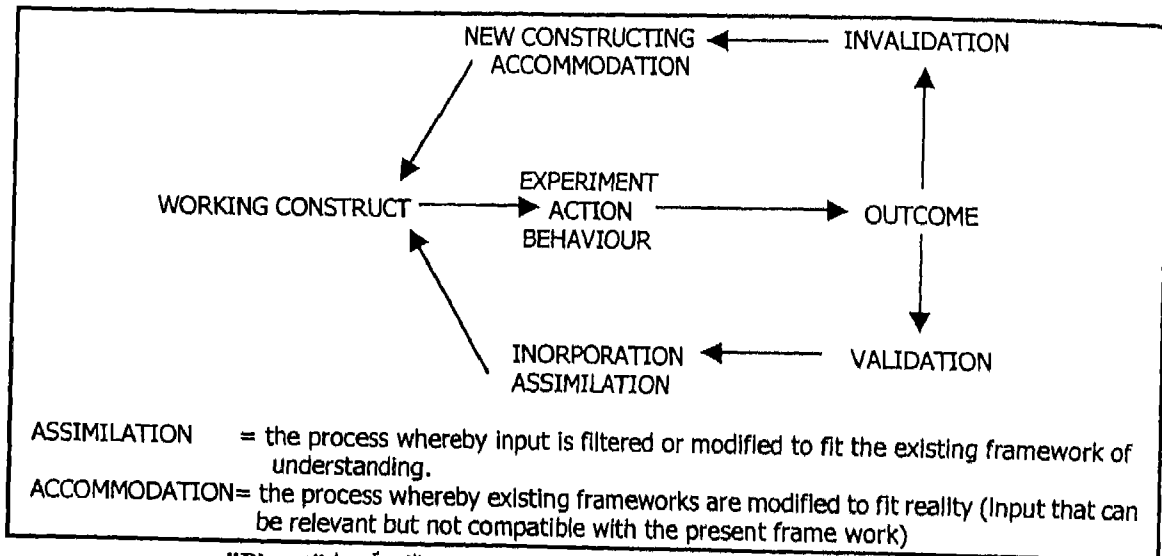 NEW CONSTRUCTING INVALIDATION
ACCOMMODATION
EXPERIMENT
WORKING CONSTRUCT ACTION OUTCOME
BEHAVIOUR
INORPORATION VALIDATION
ASSIMILATION
ASSIMILATION = the process whereby input is filtered or modified to fit the existing framework of
understanding.
ACCOMMODATION= the process whereby existing frameworks are modified to fit reality (Input that can
be relevant but not compatible with the present frame work)